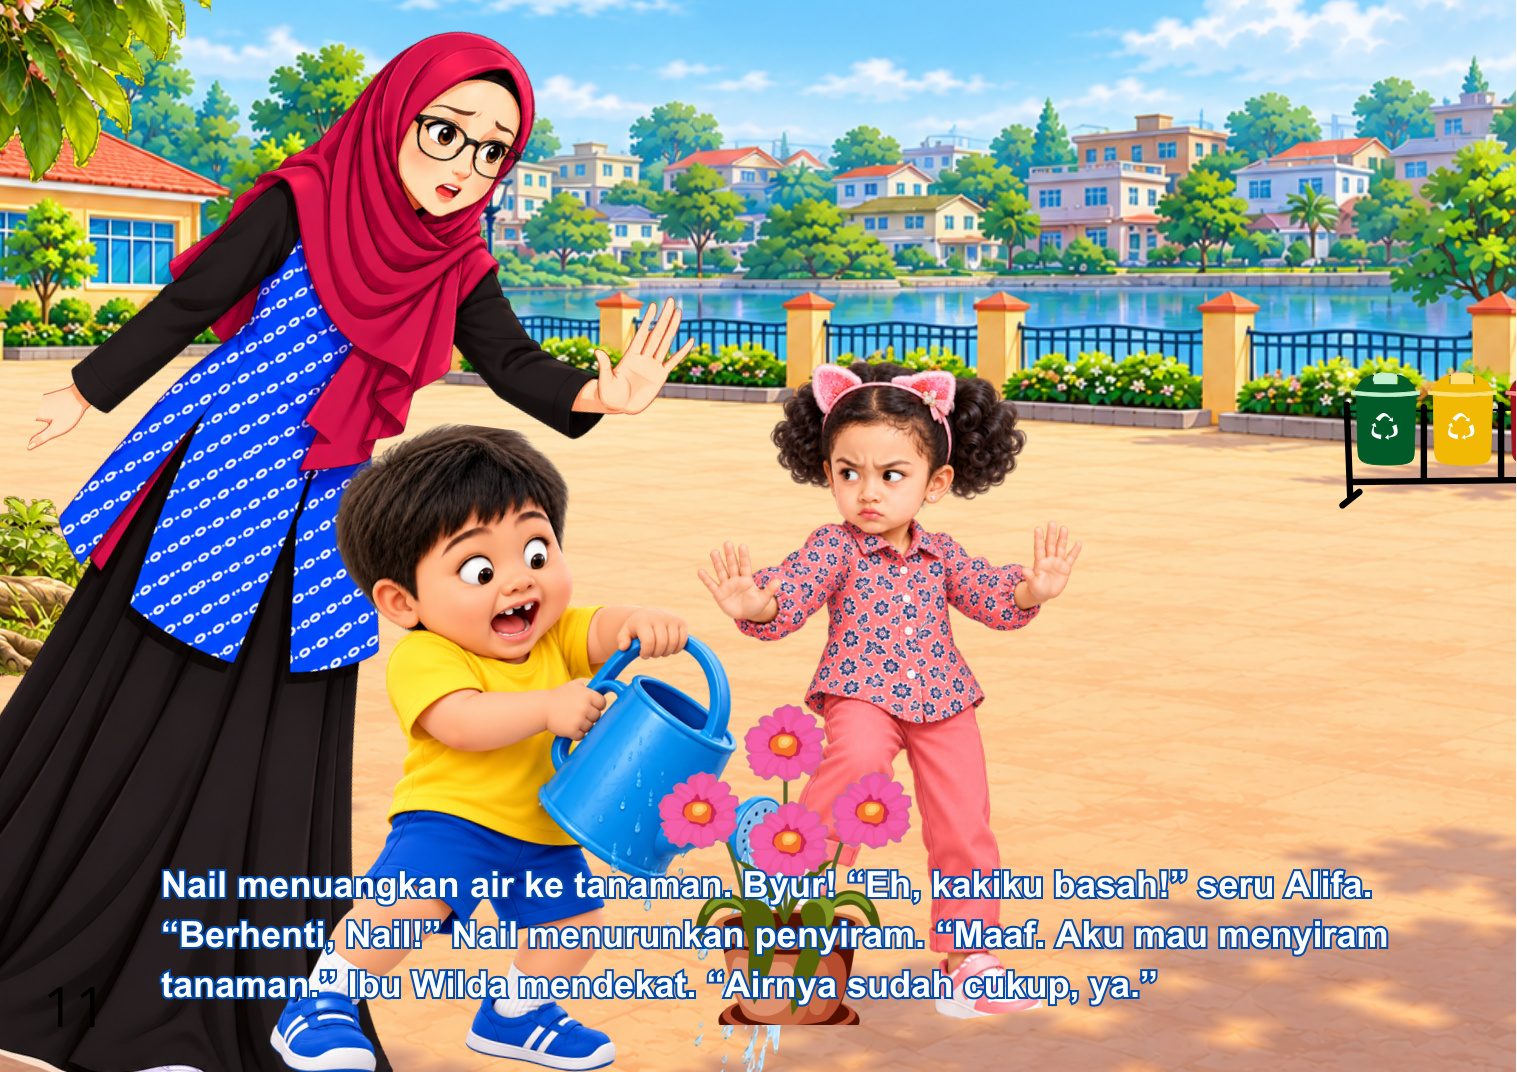 Nail menuangkan air ke tanaman. Byur! “Eh, kakiku basah!” seru Alifa.
“Berhenti, Nail!” Nail menurunkan penyiram. “Maaf. Aku mau menyiram
tanaman.” Ibu Wilda mendekat. “Airnya sudah cukup, ya.”
11